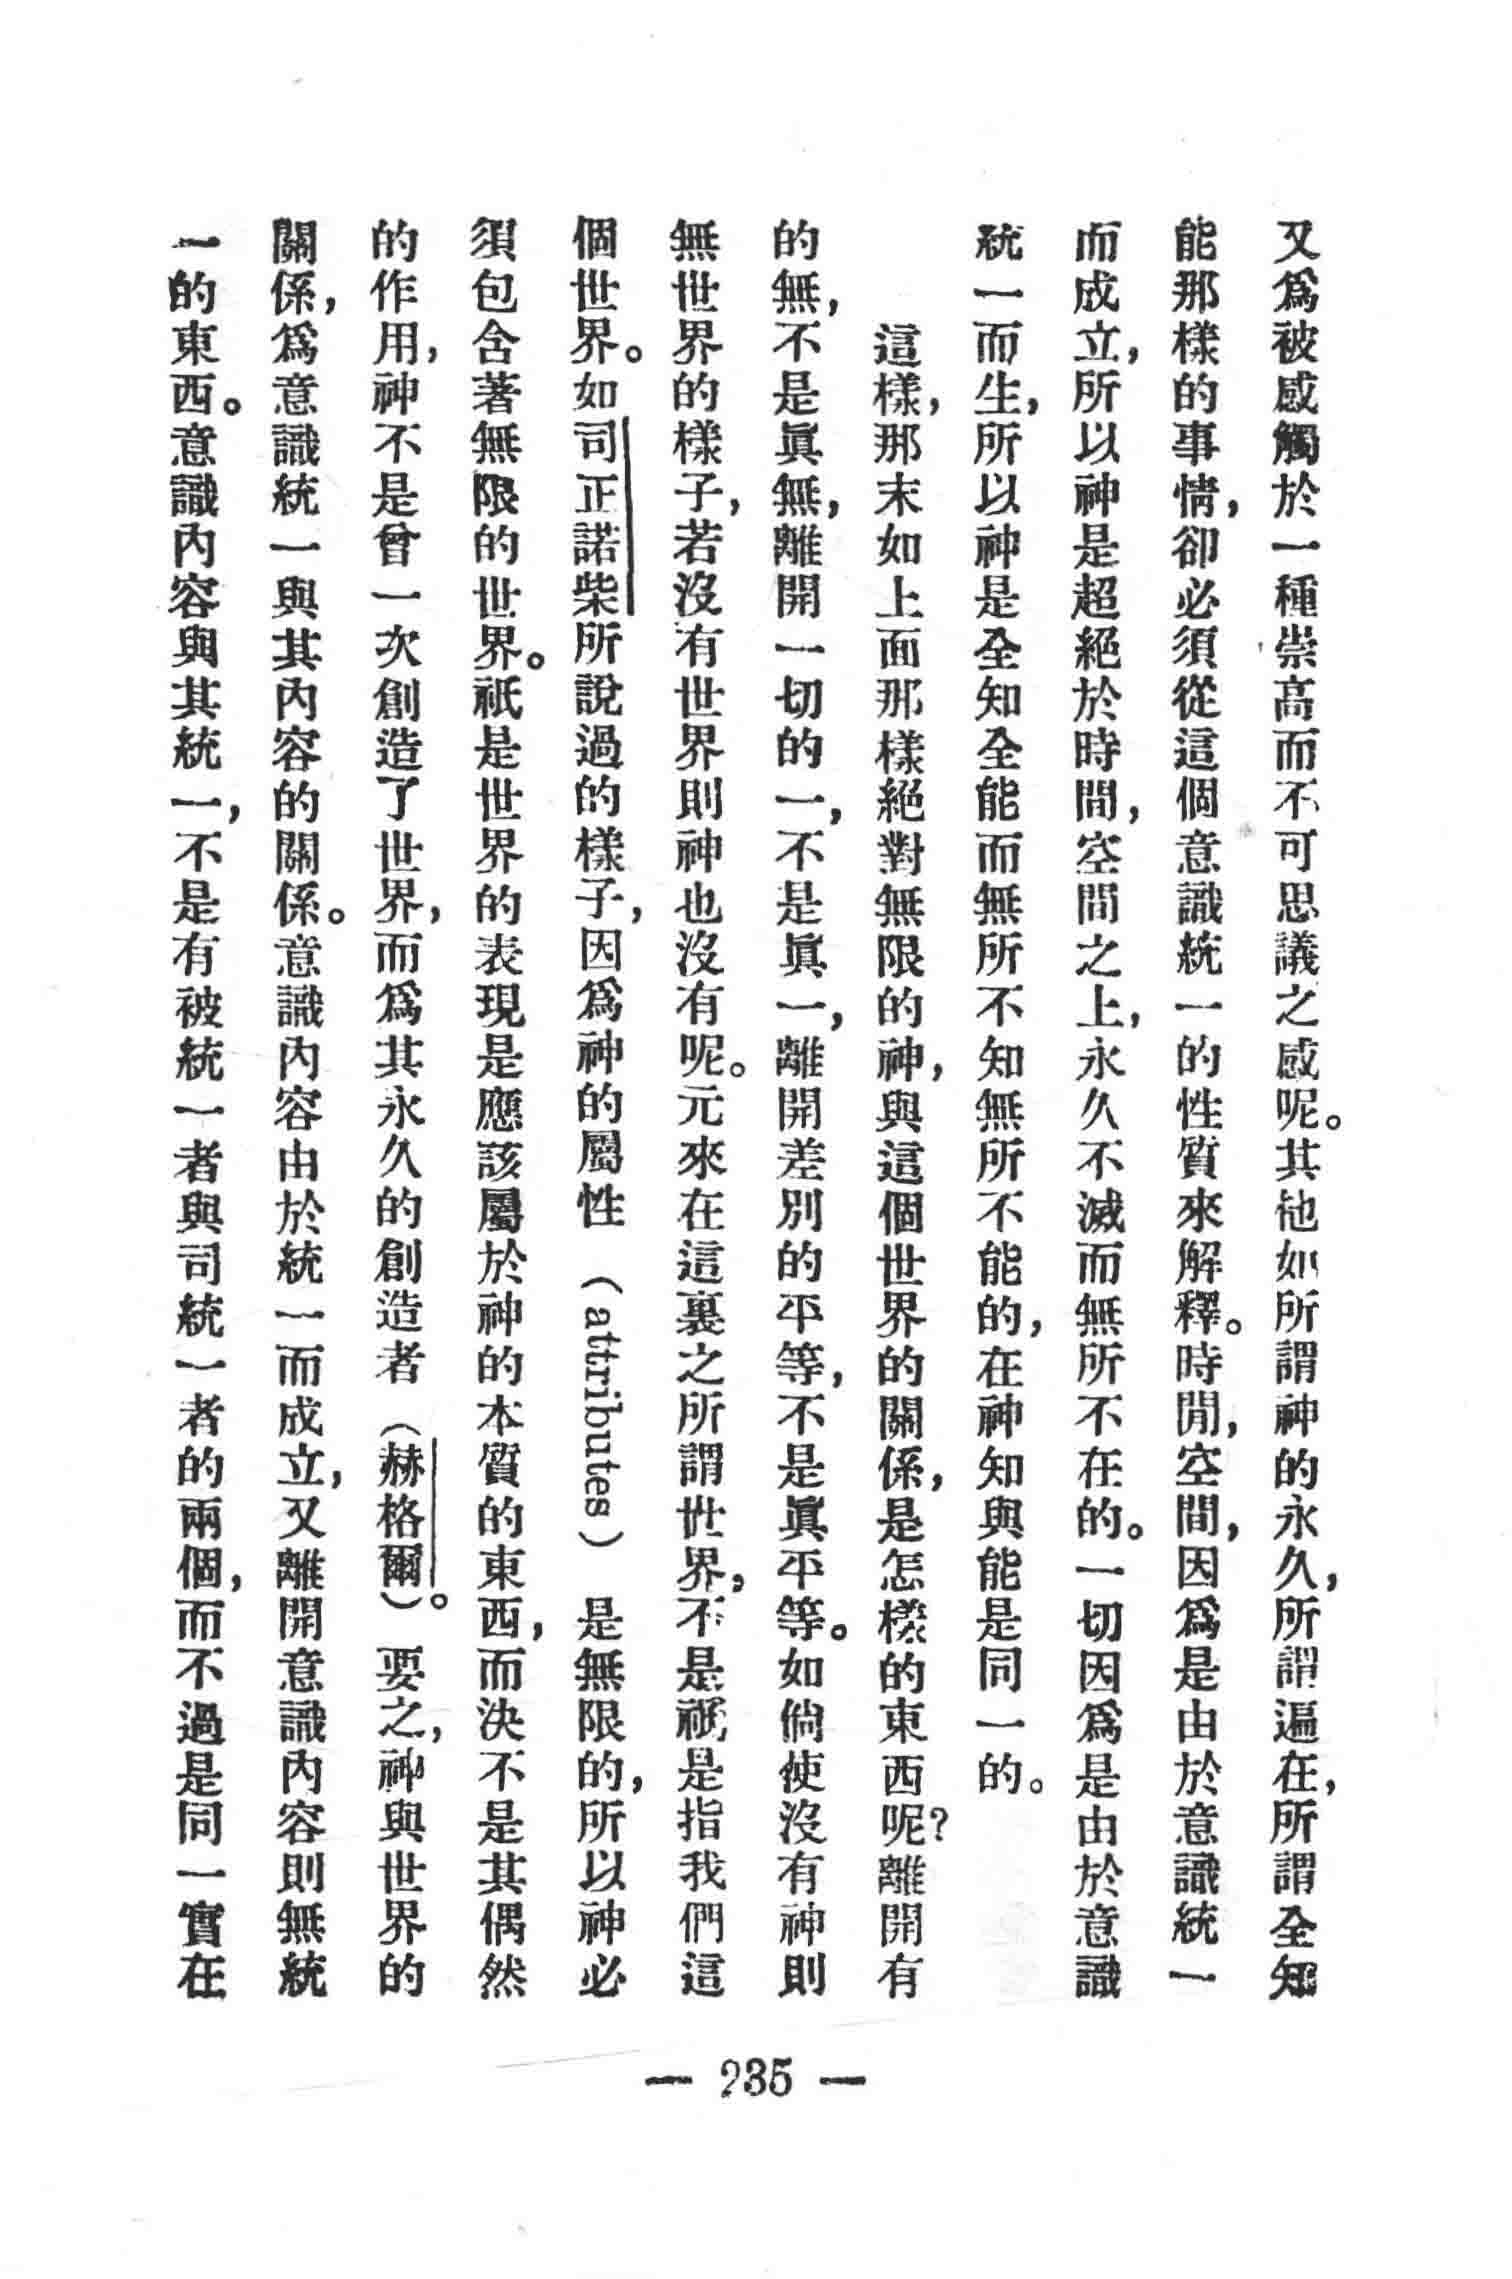 又爲被感觸於一種崇高而不可思議之感呢。其他如所謂神的永久，所謂遍在，所謂全知
能那樣的事情，卻必須從這個意識統一的性質來解釋。時間，空間，因爲是由於意識統一
而成立，所以神是超絕於時間，空間之上，永久不滅而無所不在的。一切因爲是由於意識
統一而生，所以神是全知全能而無所不知無所不能的，在神知與能是同一的。
這樣，那末如上面那樣絕對無限的神，與這個世界的關係，是怎樣的東西呢？離開有
的無，不是眞無，離開一切的一，不是眞一，離開差別的平等，不是眞平等。如倘使沒有神則
無世界的樣子，若沒有世界則神也沒有呢。元來在這裏之所謂世界，不是祇是指我們這
個世界。如司正諾柴所說過的樣子，因爲神的屬性（attributes）是無限的，所以神必
須包含著無限的世界。祇是世界的表現是應該屬於神的本質的東西，而決不是其偶然
的作用，神不是曾一次創造了世界，而爲其永久的創造者（赫格爾）。要之，神與世界的
關係，爲意識統一與其內容的關係。意識內容由於統一而成立，又離開意識內容則無統
一的東西。意識內容與其統一，不是有被統一者與司統一者的兩個，而不過是同一實在
— 235 —